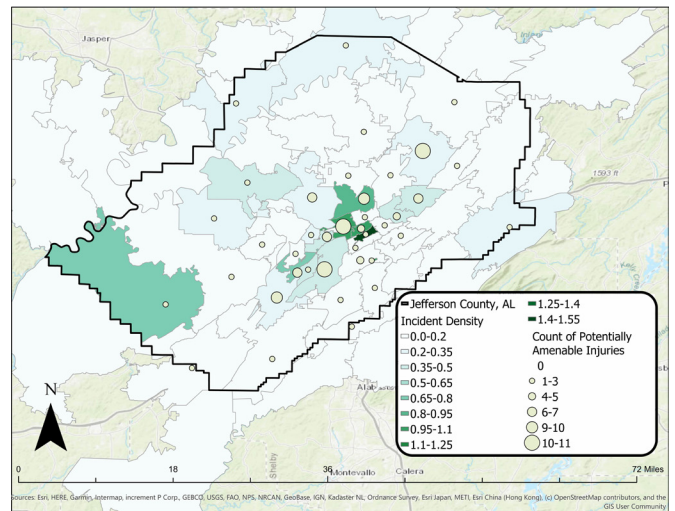 Jasper
1593 ft
P
Jefferson County, AL
1.25-1.4
1.4-1.55
Incident Density
0.0-0.2
0.2-0.35
0.35-0.5
0.5-0.65
0.65-0.8
0.8-0.95
0.95-1.1
1.1-1.25
Count of Potentially
Amenable Injuries
0
1-3
4-5
6-7
9-10
10-11
N
Alabast
Shelby
Montevallo
Calera
0
18
36
72 Miles
Sources: Esri, HERE, Garmin, Intermap, increment P Corp., GEBCO, USGS, FAO, NPS, NRCAN, GeoBase, IGN, Kadaster NL, Ordnance Survey, Esri Japan, METI, Esri China (Hong Kong), (c) OpenStreetMap contributors, and the
GIS User Community